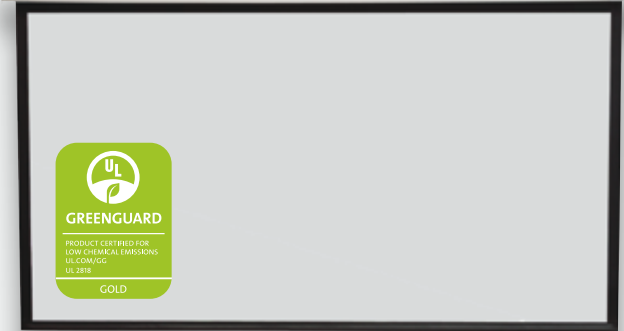 UL
GREENGUARD
PRODUCT CERTIFIED FOR
LOW CHEMICAL EMISSIONS
UL.COM/GG
UL 2818
GOLD